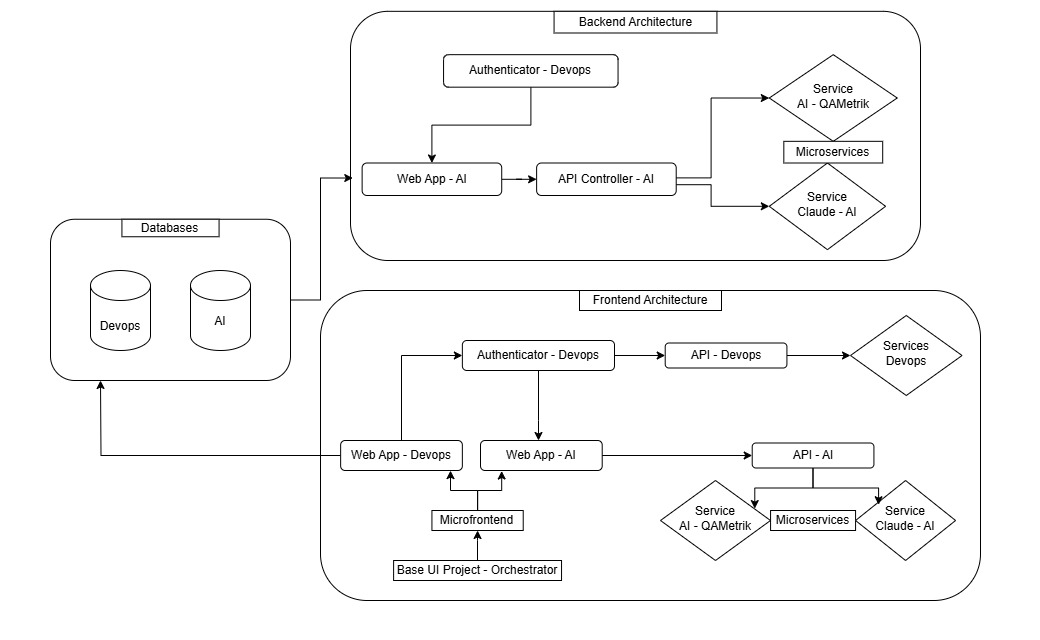 Backend Architecture
Authenticator - Devops
Service
AI - QAMetrik
Microservices
Web App - AI
API Controller - AI
Service
Claude - AI
Databases
Devops
AI
Frontend Architecture
Authenticator - Devops
API - Devops
Services
Devops
Web App - Devops
Web App - AI
API - AI
Microfrontend
Service
AI - QAMetrik
Microservices
Service
Claude - AI
Base UI Project - Orchestrator